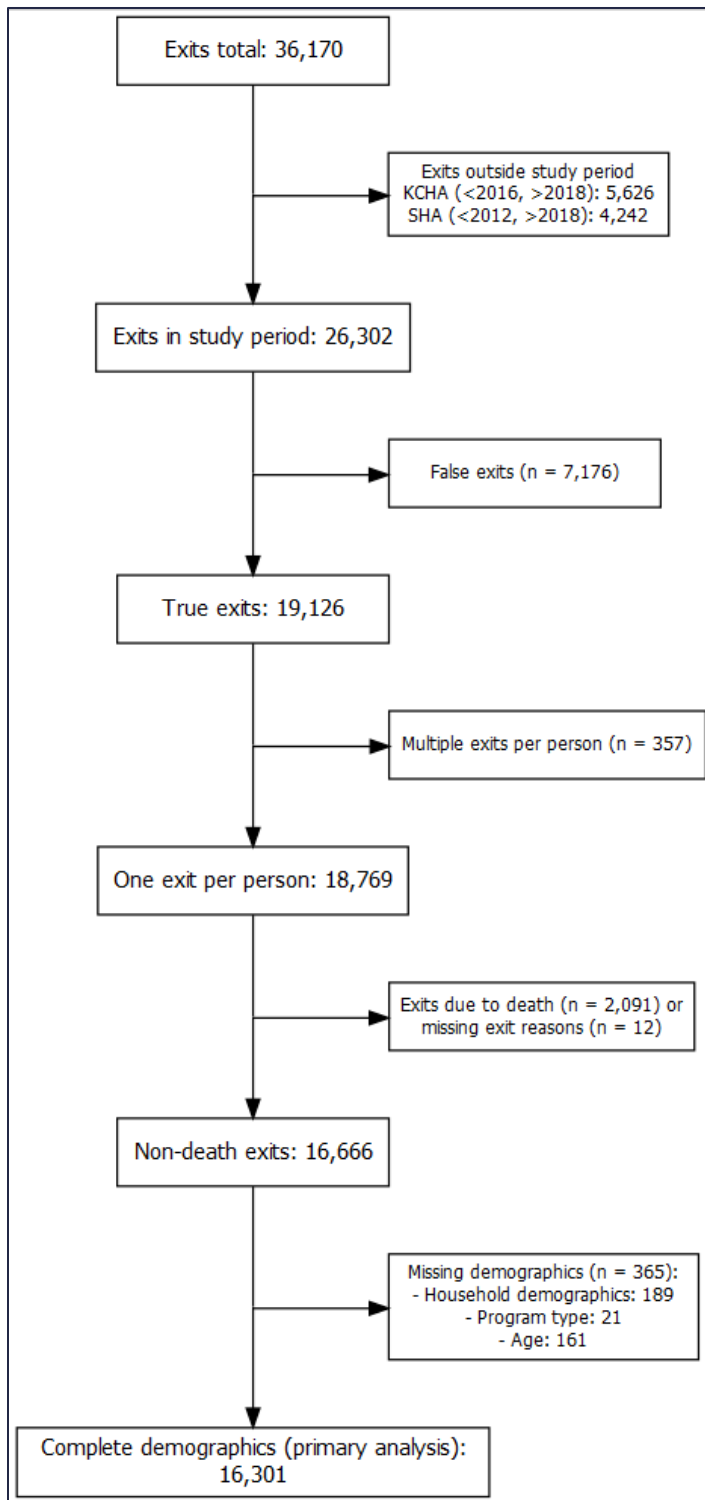 Exits total: 36,170
Exits outside study period
KCHA (<2016, >2018): 5,626
SHA (<2012, >2018): 4,242
Exits in study period: 26,302
False exits (n = 7,176)
True exits: 19,126
Multiple exits per person (n = 357)
One exit per person: 18,769
Exits due to death (n = 2,091) or
missing exit reasons (n = 12)
Non-death exits: 16,666
Missing demographics (n = 365):
- Household demographics: 189
- Program type: 21
- Age: 161
Complete demographics (primary analysis):
16,301